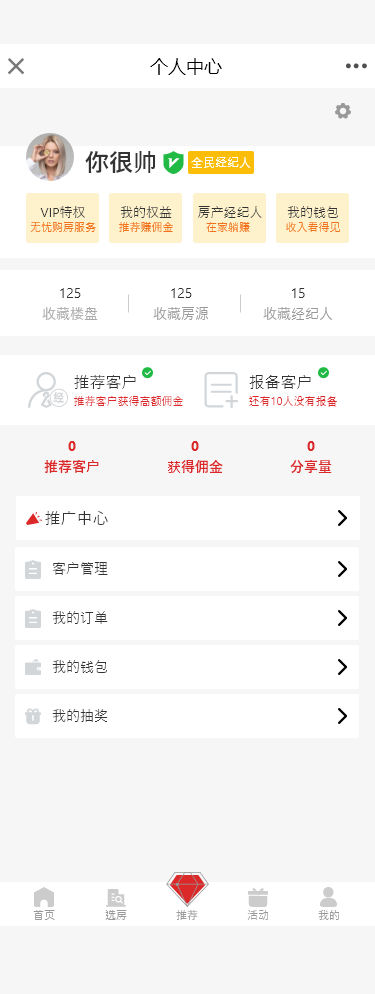 个人中心
你很帅 全民经纪人
VIP特权 我的权益 房产经纪人 我的钱包
无忧购房服务 推荐赚佣金 在家躺赚 收入看得见
125 125 15
收藏楼盘 收藏房源 收藏经纪人
推荐客户 报备客户
经 推荐客户获得高额佣金 还有10人没有报备
0 0 0
推荐客户 获得佣金 分享量
推广中心
客户管理
我的订单
我的钱包
我的抽奖
首页 选房 推荐 活动 我的